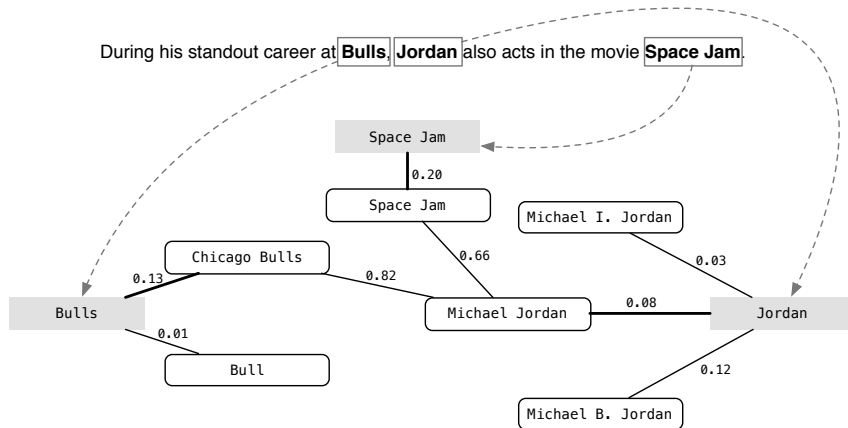 During his standout career at Bulls, Jordan also acts in the movie Space Jam.
Space Jam
0.20
Space Jam
Michael I. Jordan
Chicago Bulls
0.66
0.03
0.13
0.82
Bulls
Michael Jordan
0.08
Jordan
0.01
Bull
0.12
Michael B. Jordan